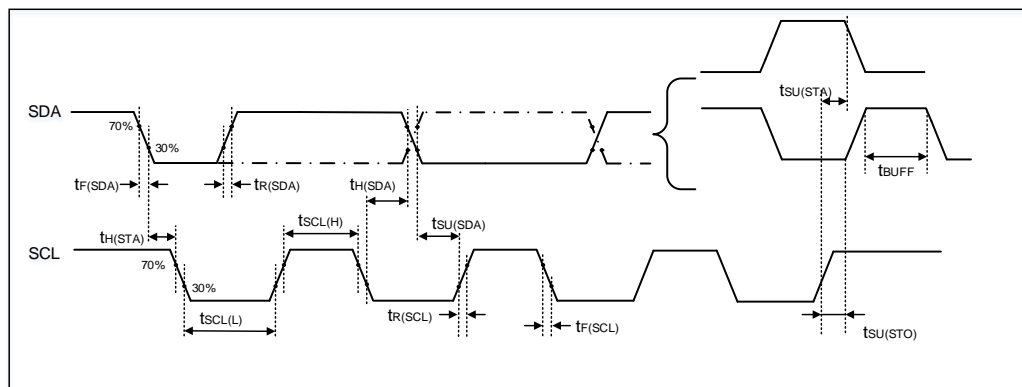 tSU(STA)
SDA
70%
30%
tBUFF
tF(SDA)
tR(SDA)
tH(SDA)
tSCL(H)
tSU(SDA)
tH(STA)
SCL
70%
30%
tR(SCL)
tSCL(L)
tF(SCL)
tSU(STO)